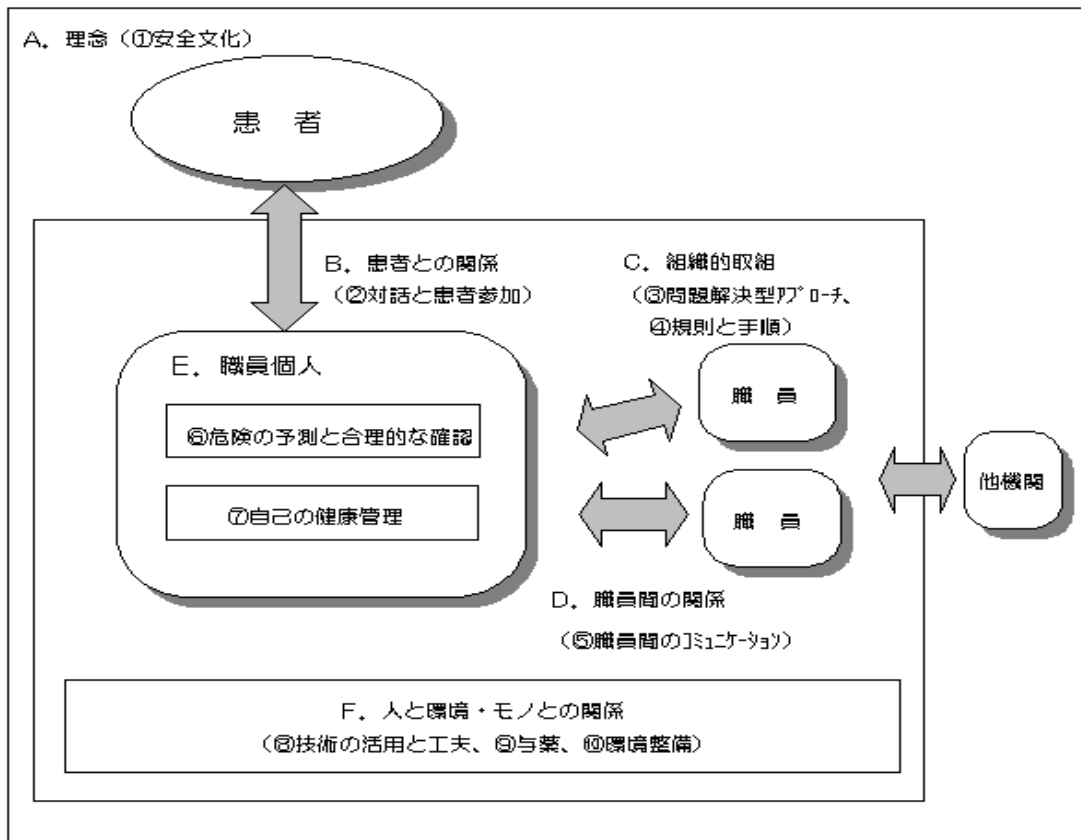 A．理念（①安全文化）
患　者
B．患者との関係
（②対話と患者参加）
C．組織的取組
（③問題解決型ｱﾌﾟﾛｰﾁ、
④規則と手順）
E．職員個人
職　員
⑥危険の予測と合理的な確認
他機関
職　員
⑦自己の健康管理
D．職員間の関係
（⑤職員間のｺﾐｭﾆｹｰｼｮﾝ）
F．人と環境・モノとの関係
（⑧技術の活用と工夫、⑨与薬、⑩環境整備）